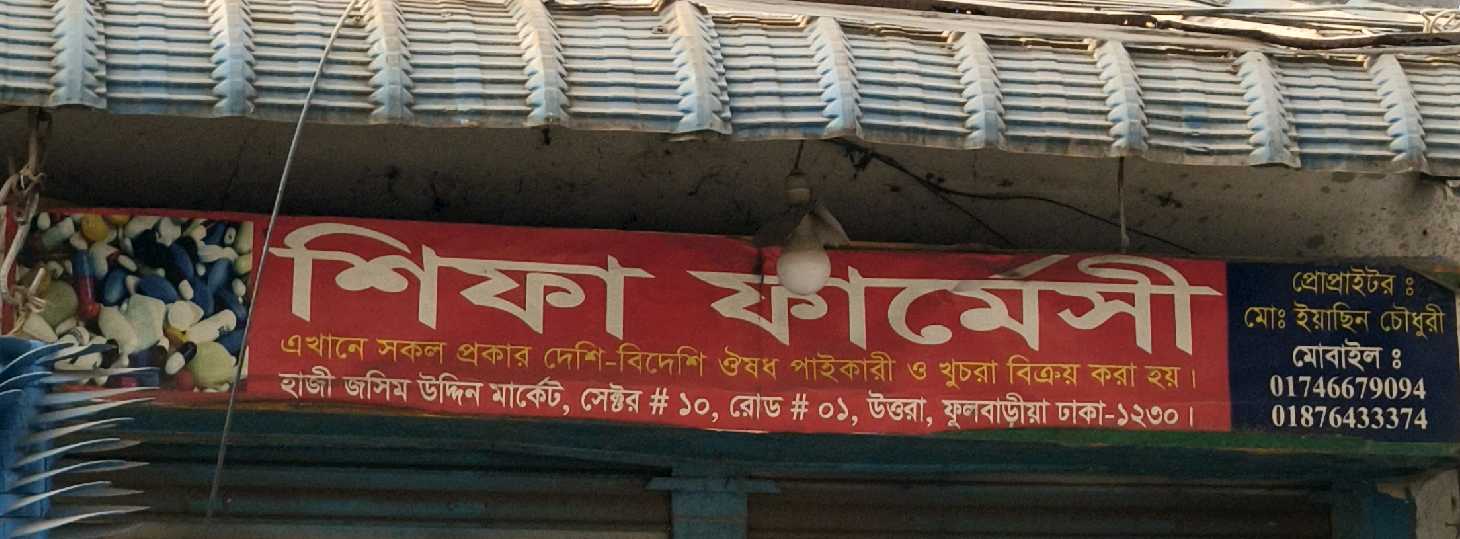 শিফা ফার্মেসী
এখানে সকল প্রকার দেশি-বিদেশি ঔষধ পাইকারী ও খুচরা বিক্রয় করা হয়।
হাজী জসিম উদ্দিন মার্কেট, সেক্টর # ১০, রোড # ০১, উত্তরা, ফুলবাড়ীয়া ঢাকা-১২৩০।
প্রোপ্রাইটর ঃ
মোঃ ইয়াছিন চৌধুরী
মোবাইল ঃ
01746679094
01876433374